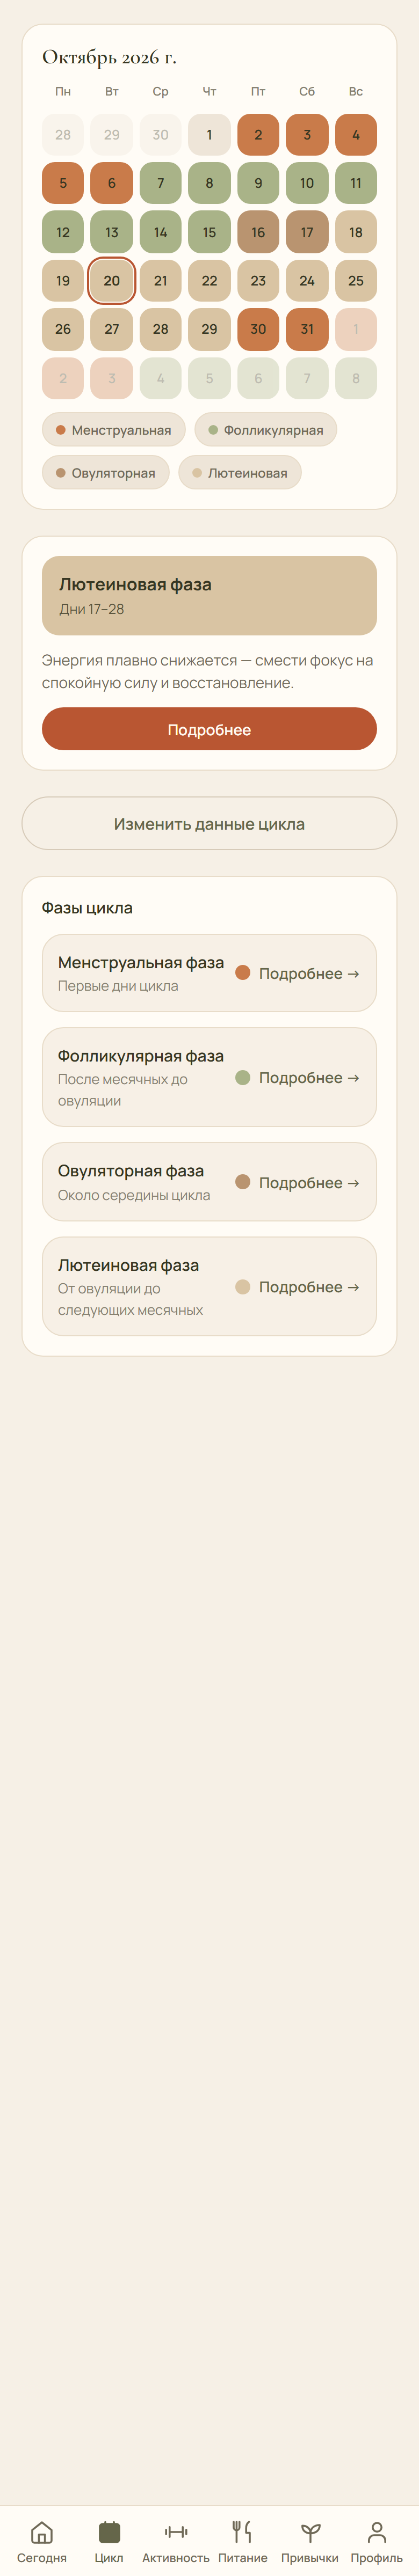 Октябрь 2026 г.
Пн Вт Ср Чт Пт Сб Вс
28 29 30 1 2 3 4
5 6 7 8 9 10 11
12 13 14 15 16 17 18
19 20 21 22 23 24 25
26 27 28 29 30 31 1
2 3 4 5 6 7 8
Менструальная Фолликулярная
Овуляторная Лютеиновая
Лютеиновая фаза
Дни 17–28
Энергия плавно снижается — смести фокус на
спокойную силу и восстановление.
Подробнее
Изменить данные цикла
Фазы цикла
Менструальная фаза
Первые дни цикла
Подробнее →
Фолликулярная фаза
После месячных до
овуляции
Подробнее →
Овуляторная фаза
Около середины цикла
Подробнее →
Лютеиновая фаза
От овуляции до
следующих месячных
Подробнее →
Сегодня Цикл Активность Питание Привычки Профиль